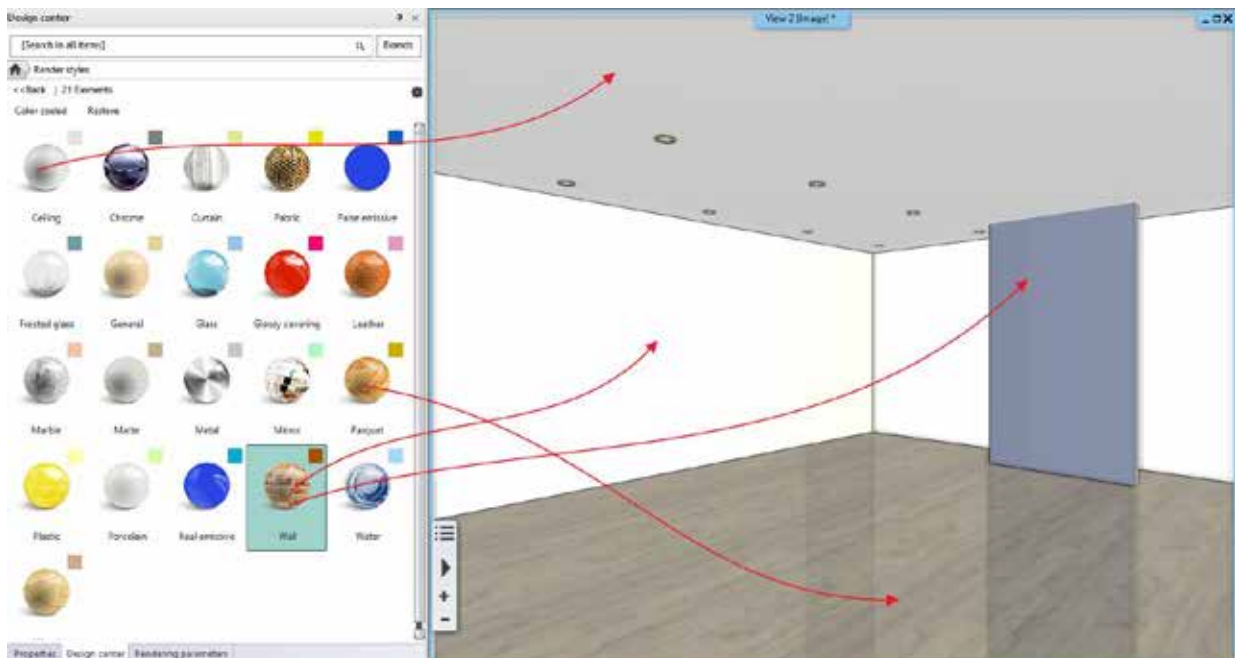 Design center
View 2 [Image] *
[Search in all items]
Brands
Render styles
<<Back | 21 Elements
Color coded Restore
Ceiling Chrome Curtain Fabric False emissive
Frosted glass General Glass Glossy covering Leather
Marble Matte Metal Mirror Parquet
Plastic Porcelain Real emissive Wall Water
Properties Design center Rendering parameters